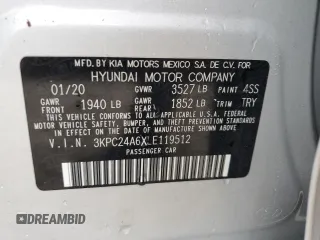 MFD.BY KIA MOTORS MEXICO S.A. DE C.V. FOR
HYUNDAI MOTOR COMPANY
01/20 GVWR 3527 LB PAINT 4SS
GAWR FRONT 1940 LB GAWR REAR 1852 LB TRIM TRY
THIS VEHICLE CONFORMS TO ALL APPLICABLE U.S.A. FEDERAL
MOTOR VEHICLE SAFETY, BUMPER, AND THEFT PREVENTION
STANDARDS IN EFFECT ON THE DATE OF MANUFACTURE SHOWN ABOVE.
V.I.N. 3KPC24A6XLE119512
PASSENGER CAR
DEALERBID.COM